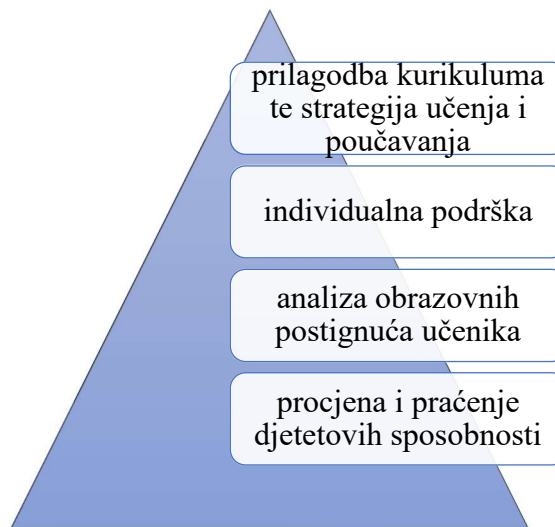 prilagodba kurikuluma
te strategija učenja i
poučavanja
individualna podrška
analiza obrazovnih
postignuća učenika
procjena i praćenje
djetetovih sposobnosti